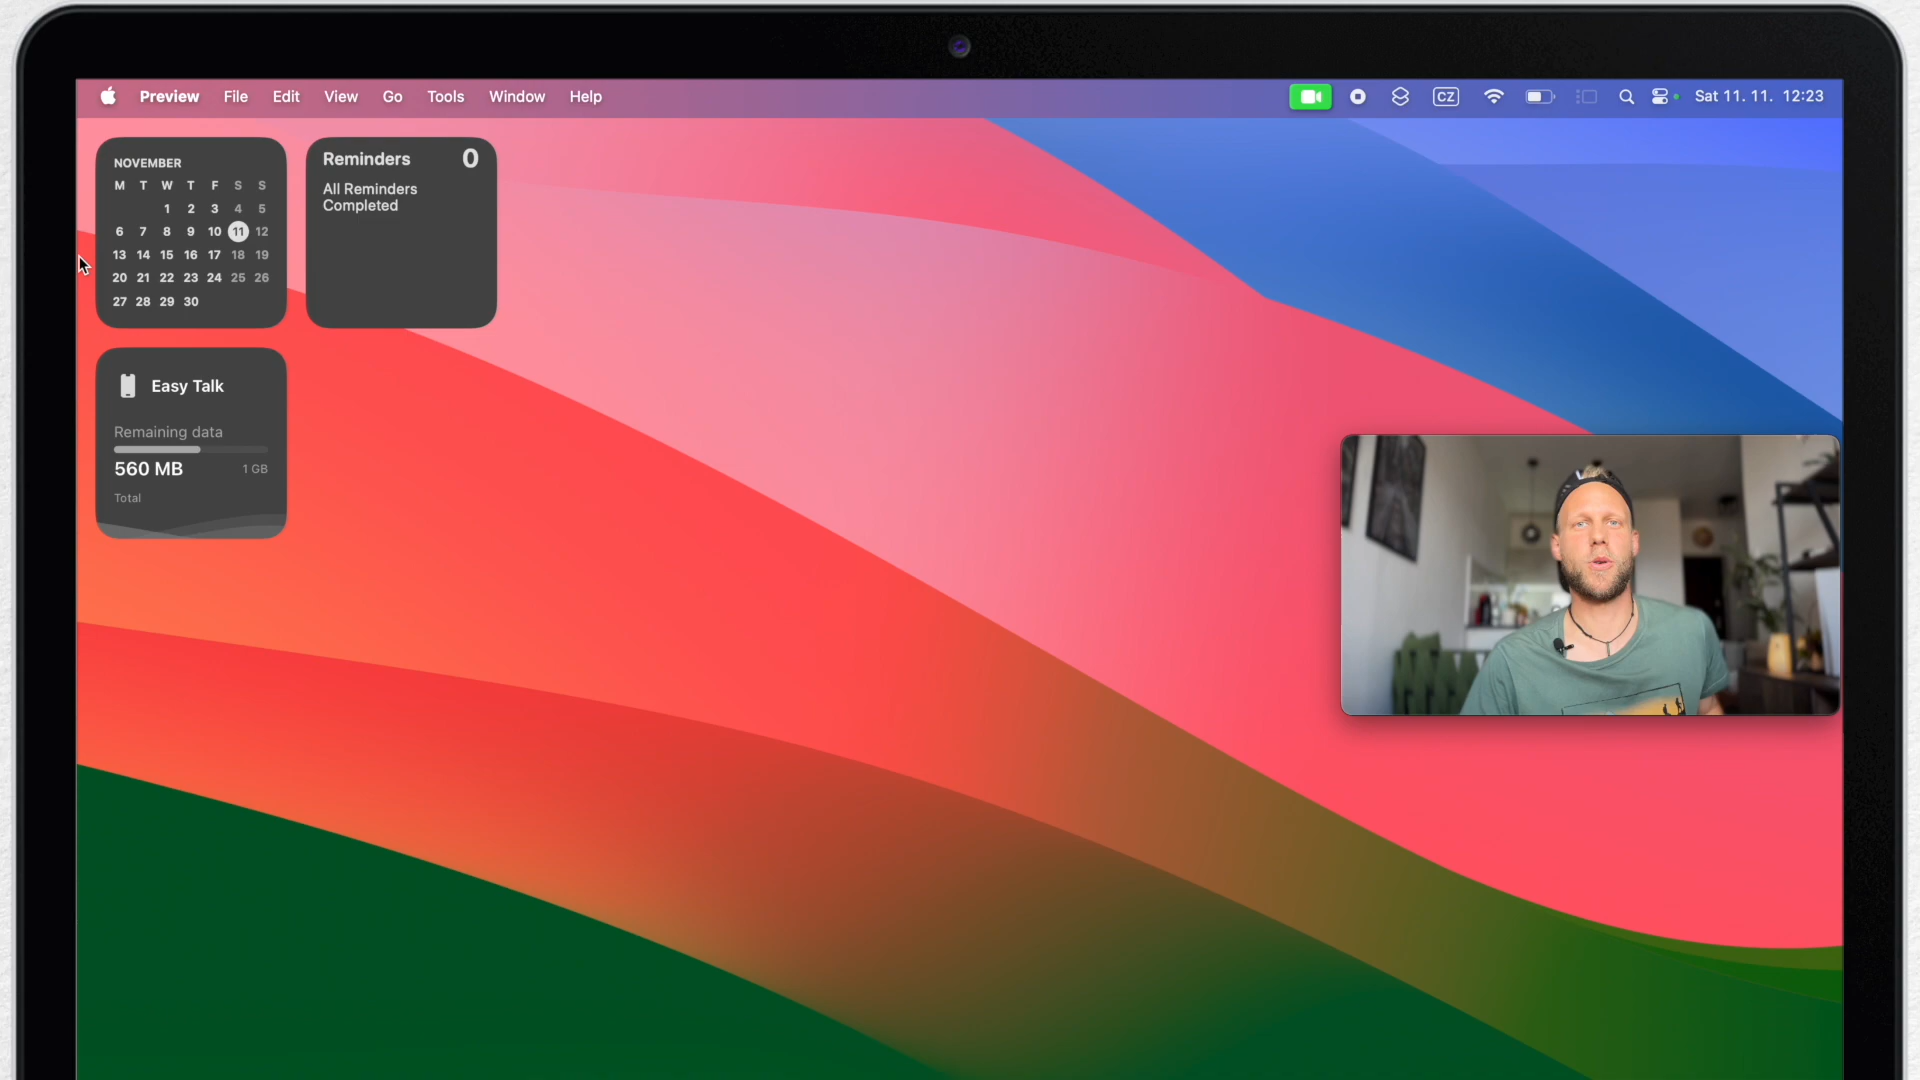 Preview File Edit View Go Tools Window Help CZ Sat 11. 11. 12:23
NOVEMBER
M T W T F S S
1 2 3 4 5
6 7 8 9 10 11 12
13 14 15 16 17 18 19
20 21 22 23 24 25 26
27 28 29 30
Reminders 0
All Reminders
Completed
Easy Talk
Remaining data
560 MB 1 GB
Total